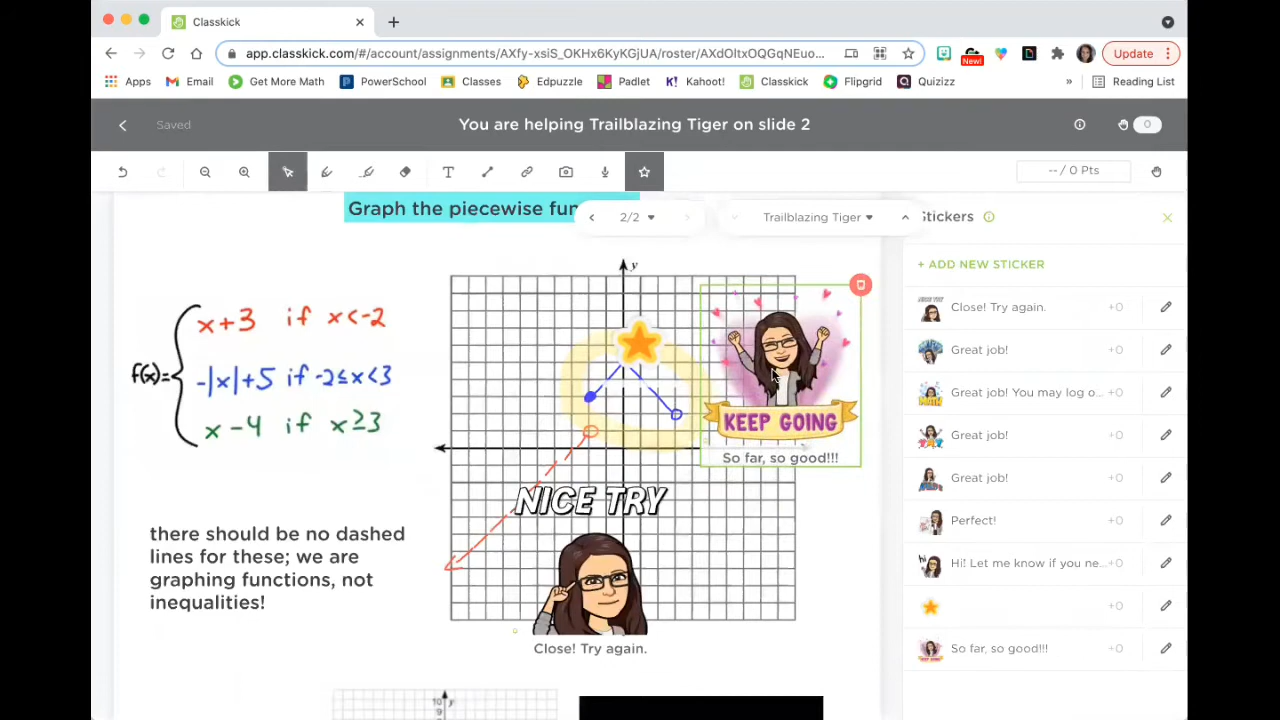 Classkick
app.classkick.com/#/account/assignments/AXfy-xsiS_OKHx6KyKGjUA/roster/AXdOltxOQGqNEuo...
New!
Update
Apps Email Get More Math PowerSchool Classes Edpuzzle Padlet K! Kahoot! Classkick Flipgrid Quizizz » Reading List
Saved
You are helping Trailblazing Tiger on slide 2
0
T
-- / 0 Pts
Graph the piecewise fun
2/2
Trailblazing Tiger
Stickers
+ ADD NEW STICKER
Close! Try again. +0
Great job! +0
Great job! You may log o... +0
Great job! +0
Great job! +0
Perfect! +0
Hi! Let me know if you ne... +0
+0
So far, so good!!! +0
y
f(x)=
x+3 if x<-2
-|x|+5 if -2≤x<3
x-4 if x≥3
KEEP GOING
So far, so good!!!
NICE TRY
Close! Try again.
there should be no dashed
lines for these; we are
graphing functions, not
inequalities!
10
9
y